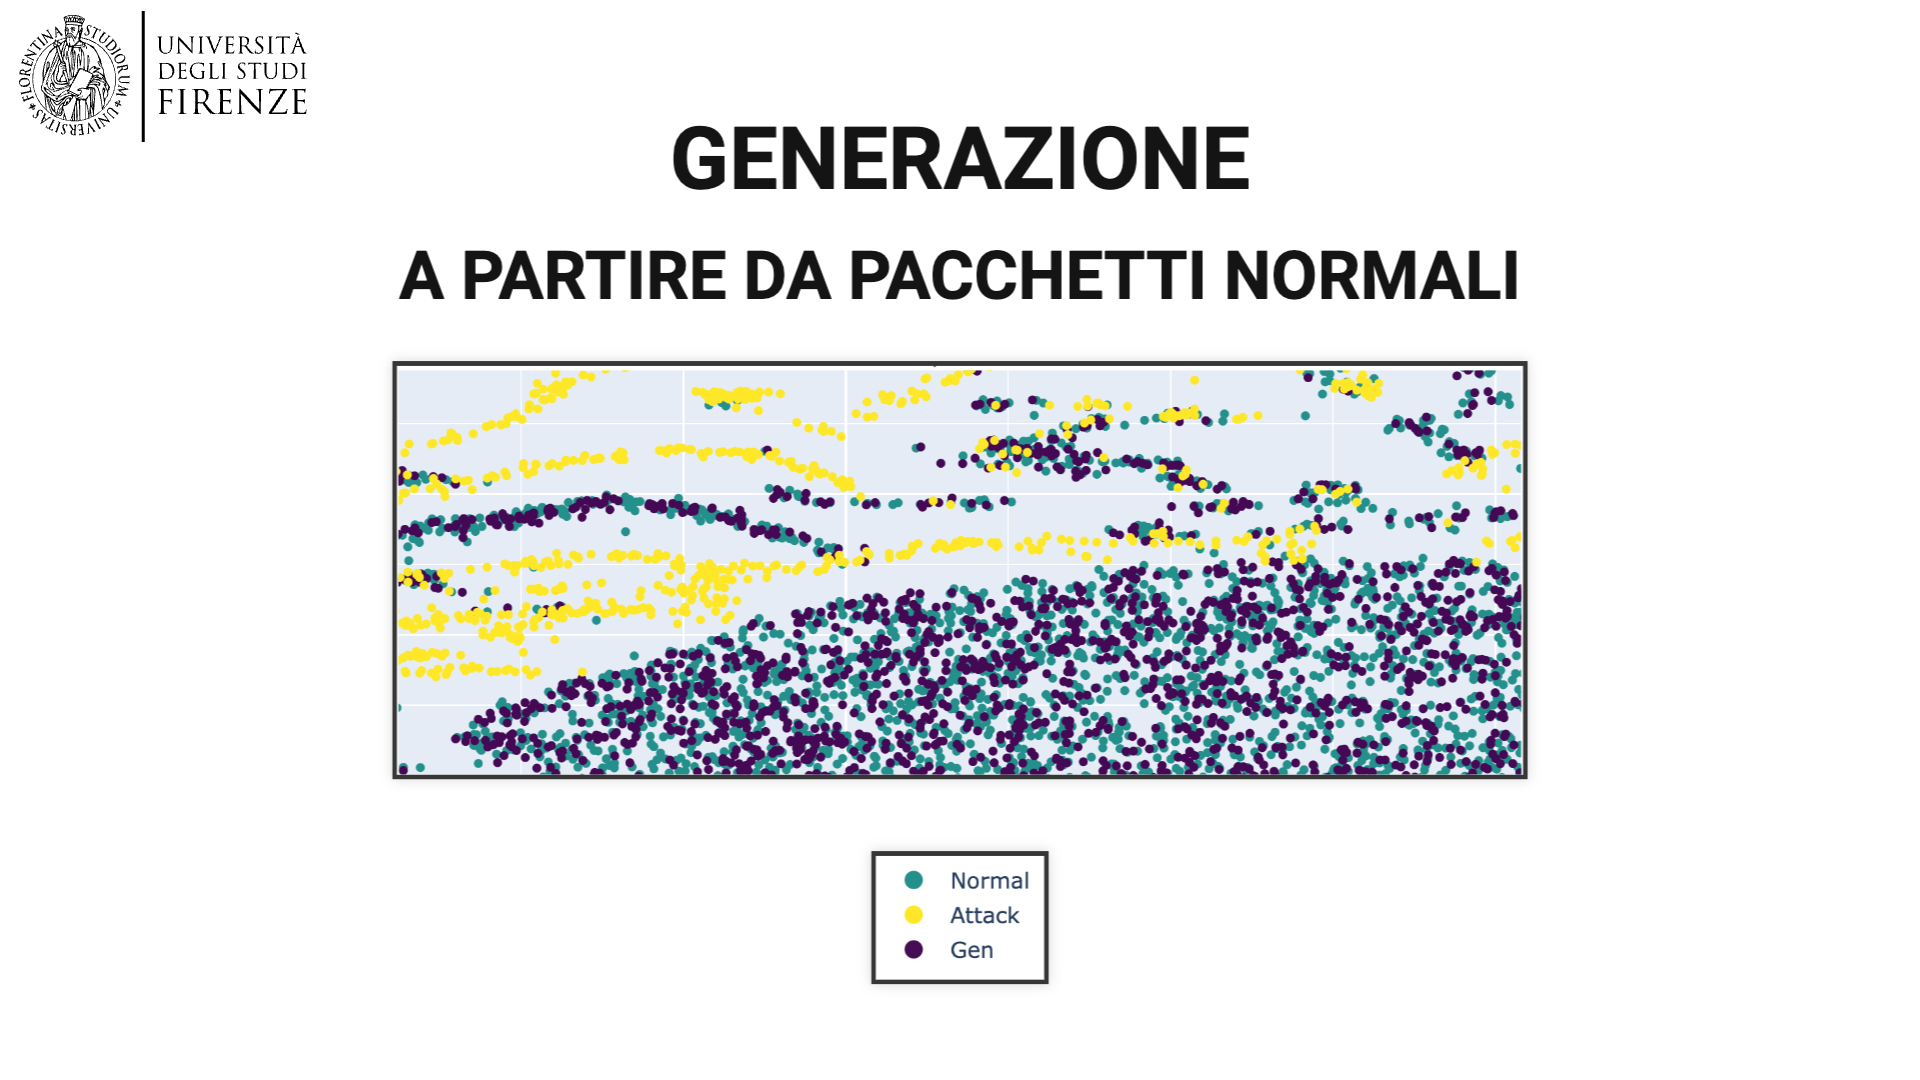 FLORENTINA STUDIORUM UNIVERSITAS
UNIVERSITÀ
DEGLI STUDI
FIRENZE
GENERAZIONE
A PARTIRE DA PACCHETTI NORMALI
Normal
Attack
Gen